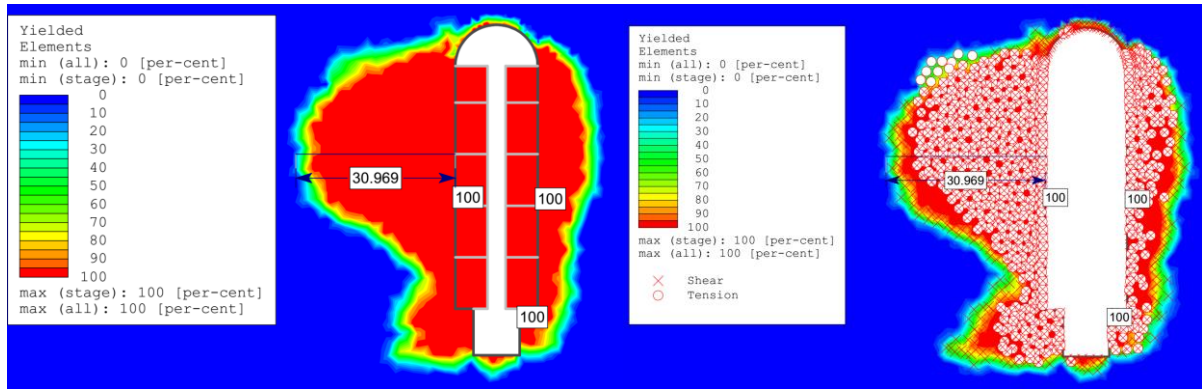 Yielded
Elements
min (all): 0 [per-cent]
min (stage): 0 [per-cent]
0
10
20
30
40
50
60
70
80
90
100
max (stage): 100 [per-cent]
max (all): 100 [per-cent]
30.969
100
100
100
Yielded
Elements
min (all): 0 [per-cent]
min (stage): 0 [per-cent]
0
10
20
30
40
50
60
70
80
90
100
max (stage): 100 [per-cent]
max (all): 100 [per-cent]
Shear
Tension
30.969
100
100
100